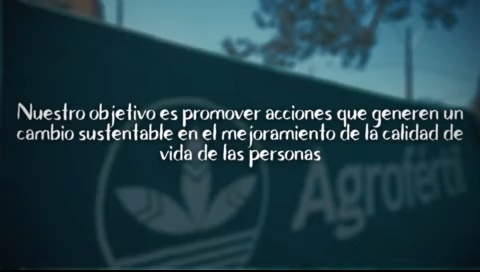 Nuestro objetivo es promover acciones que generen un
cambio sustentable en el mejoramiento de la calidad de
vida de las personas
Agroférti